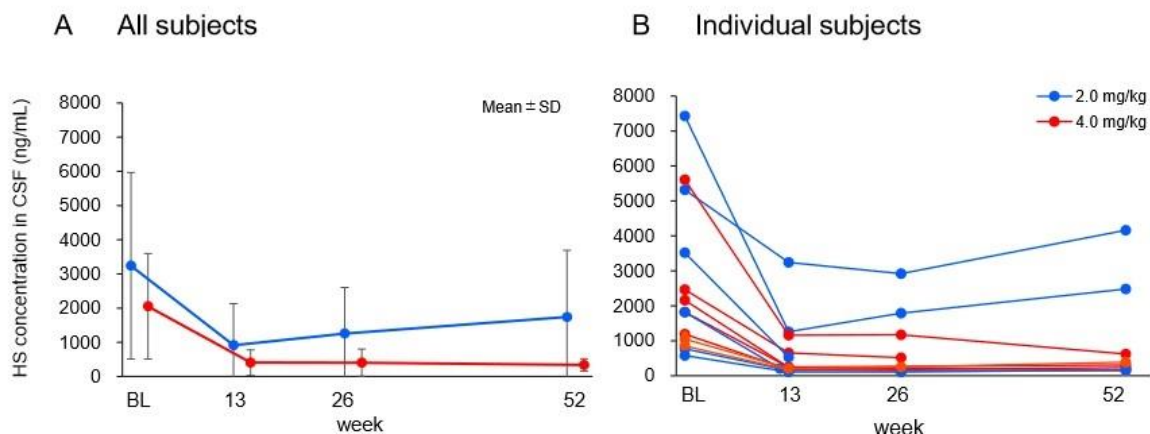 A All subjects
HS concentration in CSF (ng/mL)
8000
7000
6000
5000
4000
3000
2000
1000
0
Mean ± SD
BL 13 26 52
week
B Individual subjects
8000
7000
6000
5000
4000
3000
2000
1000
0
2.0 mg/kg
4.0 mg/kg
BL 13 26 52
week